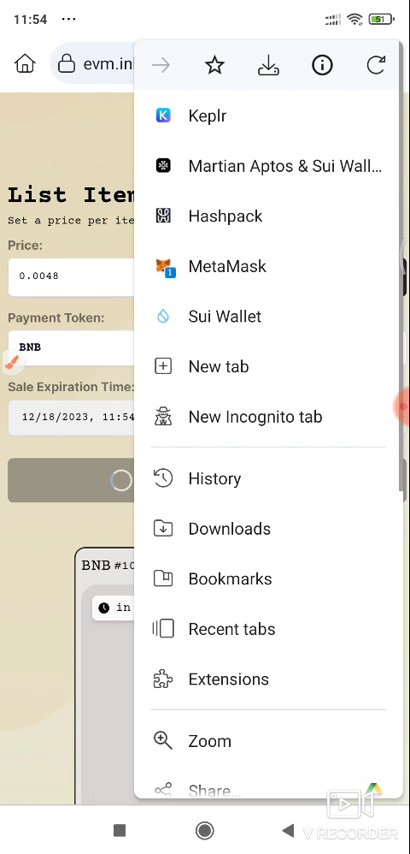 11:54
51
evm.in
Keplr
Martian Aptos & Sui Wall...
Hashpack
1
MetaMask
Sui Wallet
New tab
New Incognito tab
History
Downloads
Bookmarks
Recent tabs
Extensions
Zoom
Share...
List Item
Set a price per ite
Price:
0.0048
Payment Token:
BNB
Sale Expiration Time:
12/18/2023, 11:54
BNB #10
in
V RECORDER